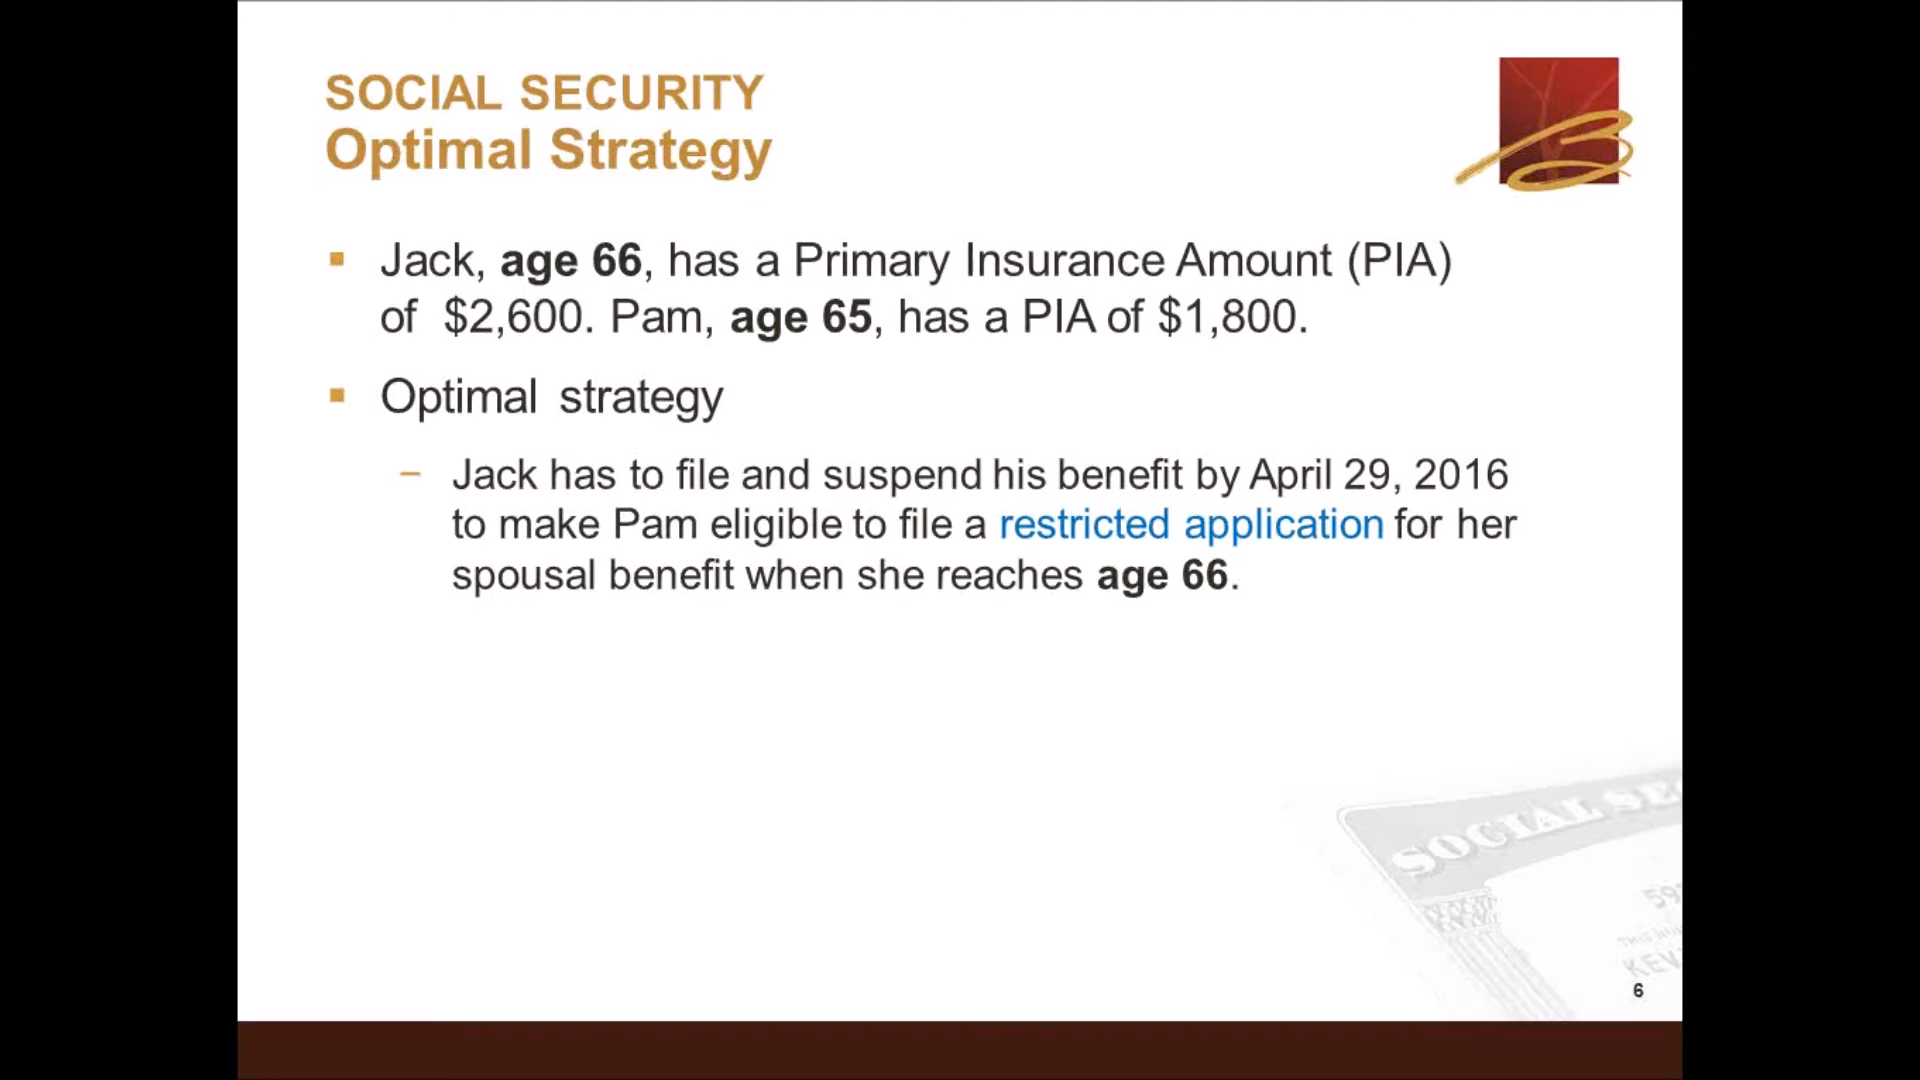 SOCIAL SECURITY
Optimal Strategy
Jack, age 66, has a Primary Insurance Amount (PIA)
of $2,600. Pam, age 65, has a PIA of $1,800.
Optimal strategy
– Jack has to file and suspend his benefit by April 29, 2016
to make Pam eligible to file a restricted application for her
spousal benefit when she reaches age 66.
SOCIAL SE
KEV
6